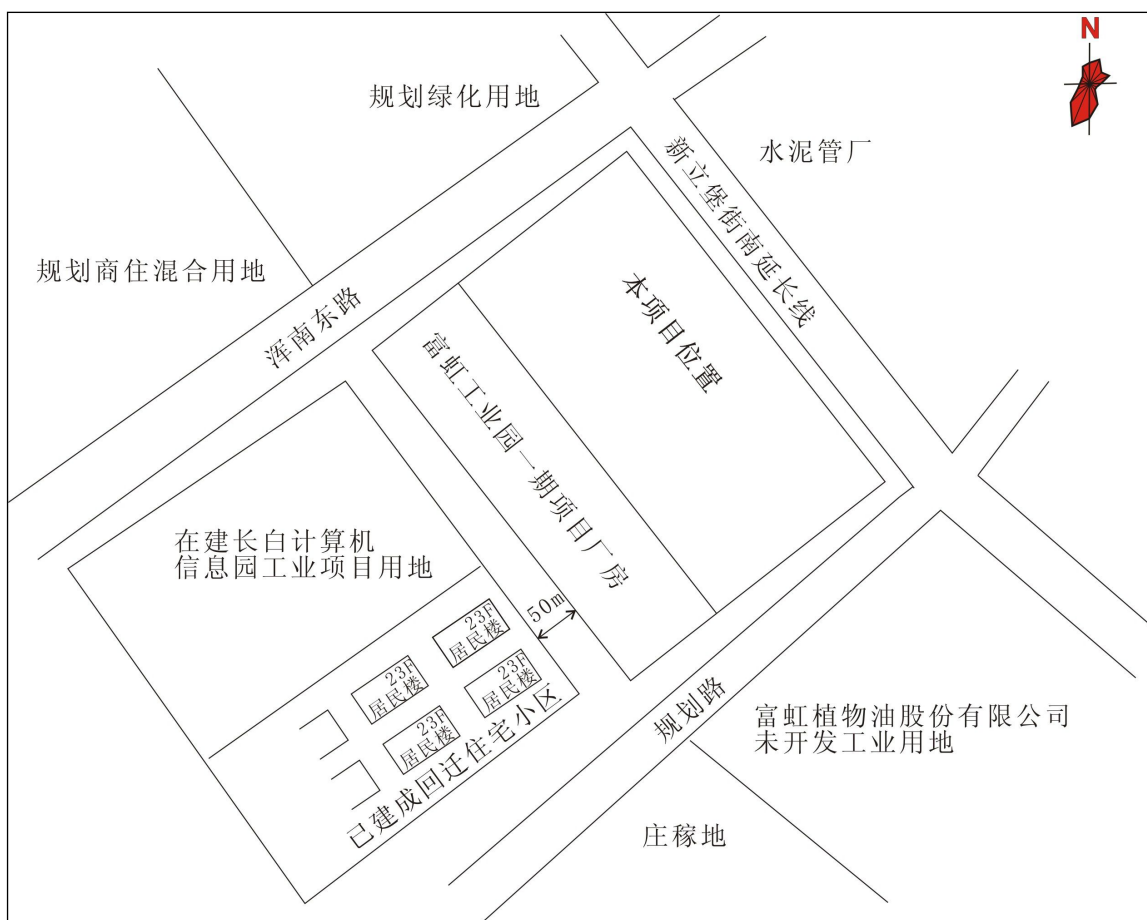 N
规划绿化用地
水泥管厂
新立堡街南延长线
规划商住混合用地
浑南东路
本项目位置
富虹工业园一期项目厂房
在建长白计算机
信息园工业项目用地
50m
23F
居民楼
23F
居民楼
23F
居民楼
23F
居民楼
已建成回迁住宅小区
规划路
富虹植物油股份有限公司
未开发工业用地
庄稼地